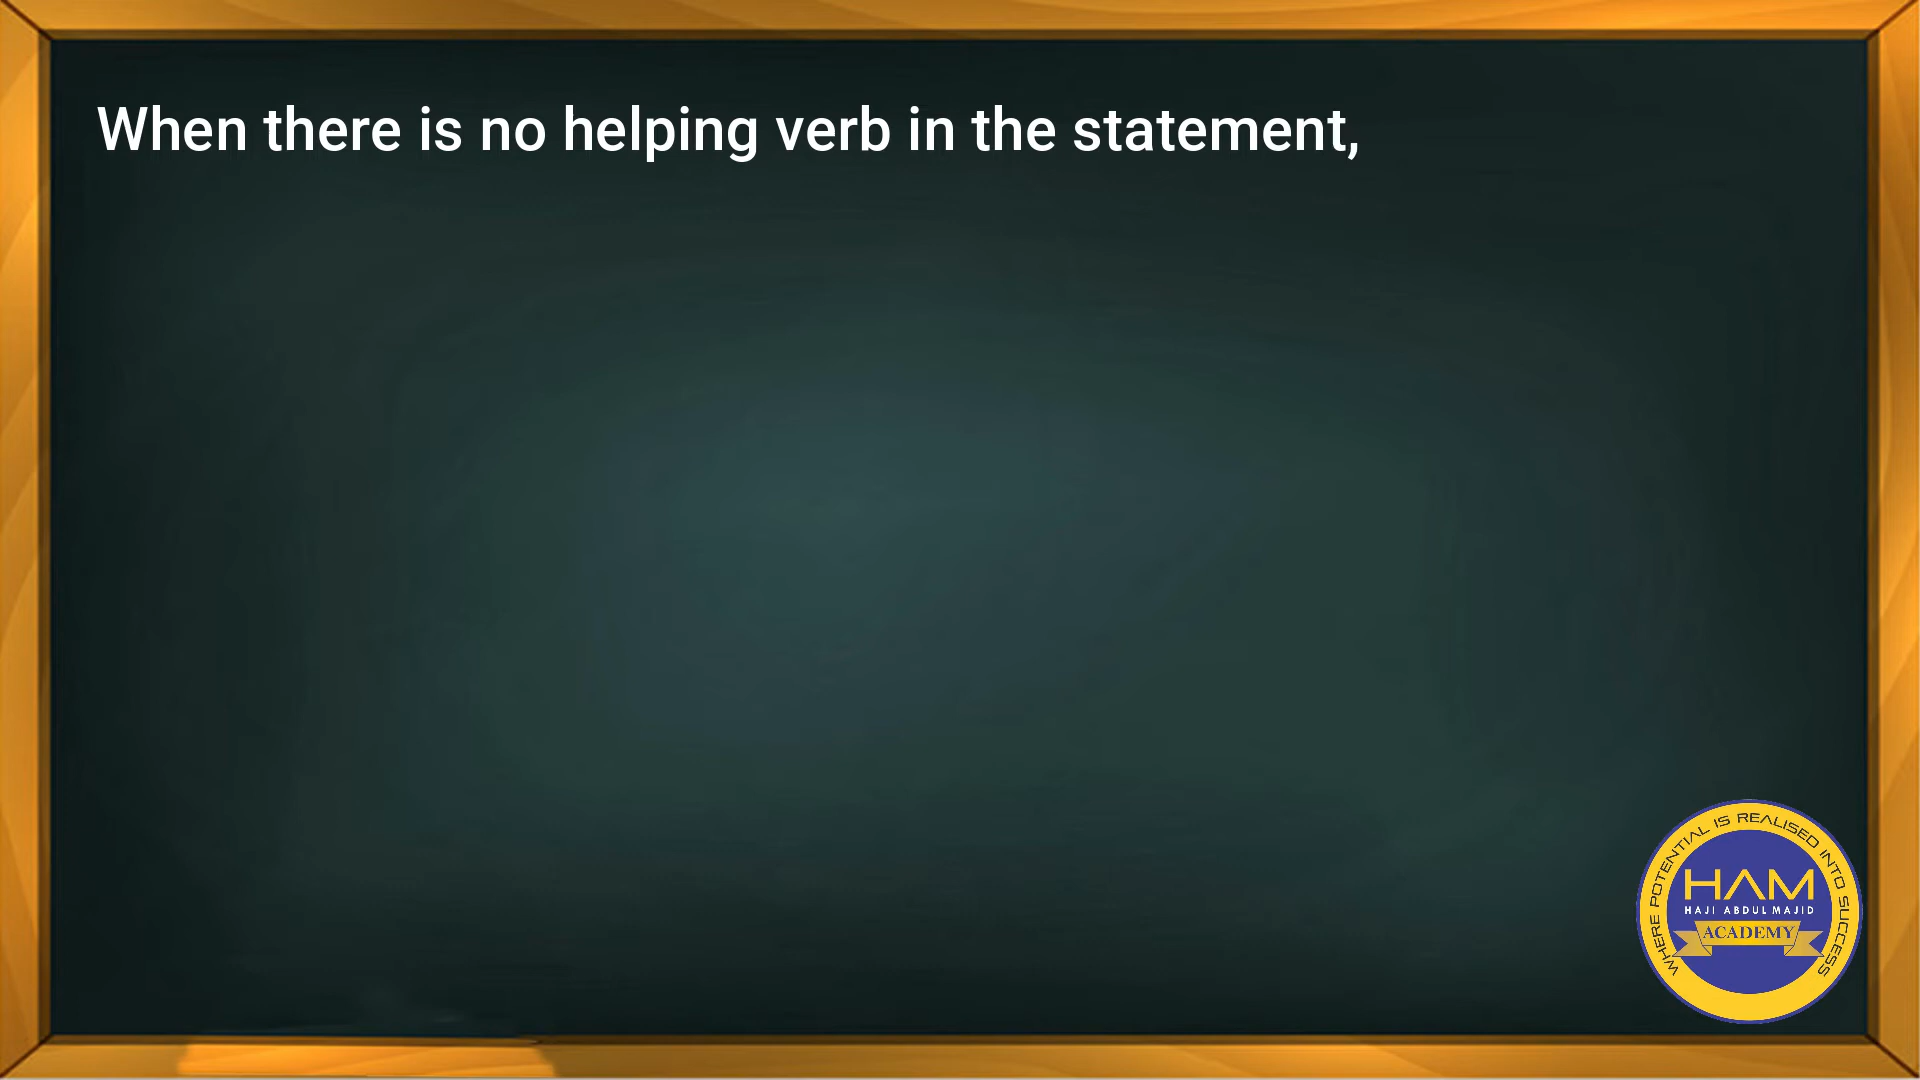 When there is no helping verb in the statement,
WHERE POTENTIAL IS REALISED INTO SUCCESS
HAM
HAJI ABDUL MAJID
ACADEMY